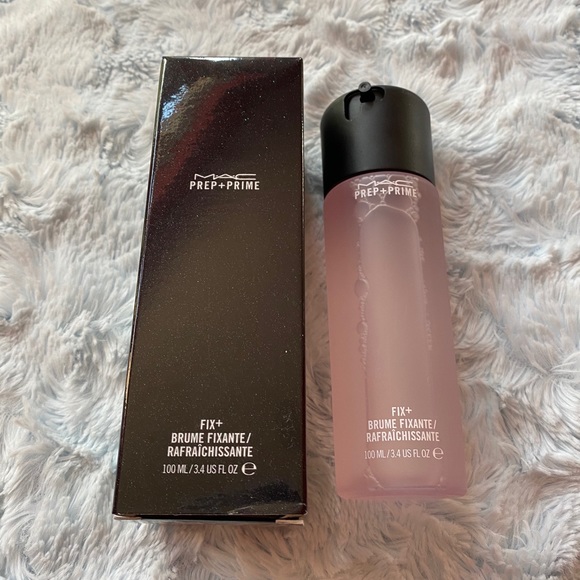 MAC
PREP+PRIME
FIX+
BRUME FIXANTE/
RAFRAÎCHISSANTE
100 ML/3.4 US FL OZ ℮
MAC
PREP+PRIME
FIX+
BRUME FIXANTE/
RAFRAÎCHISSANTE
100 ML/3.4 US FL OZ ℮